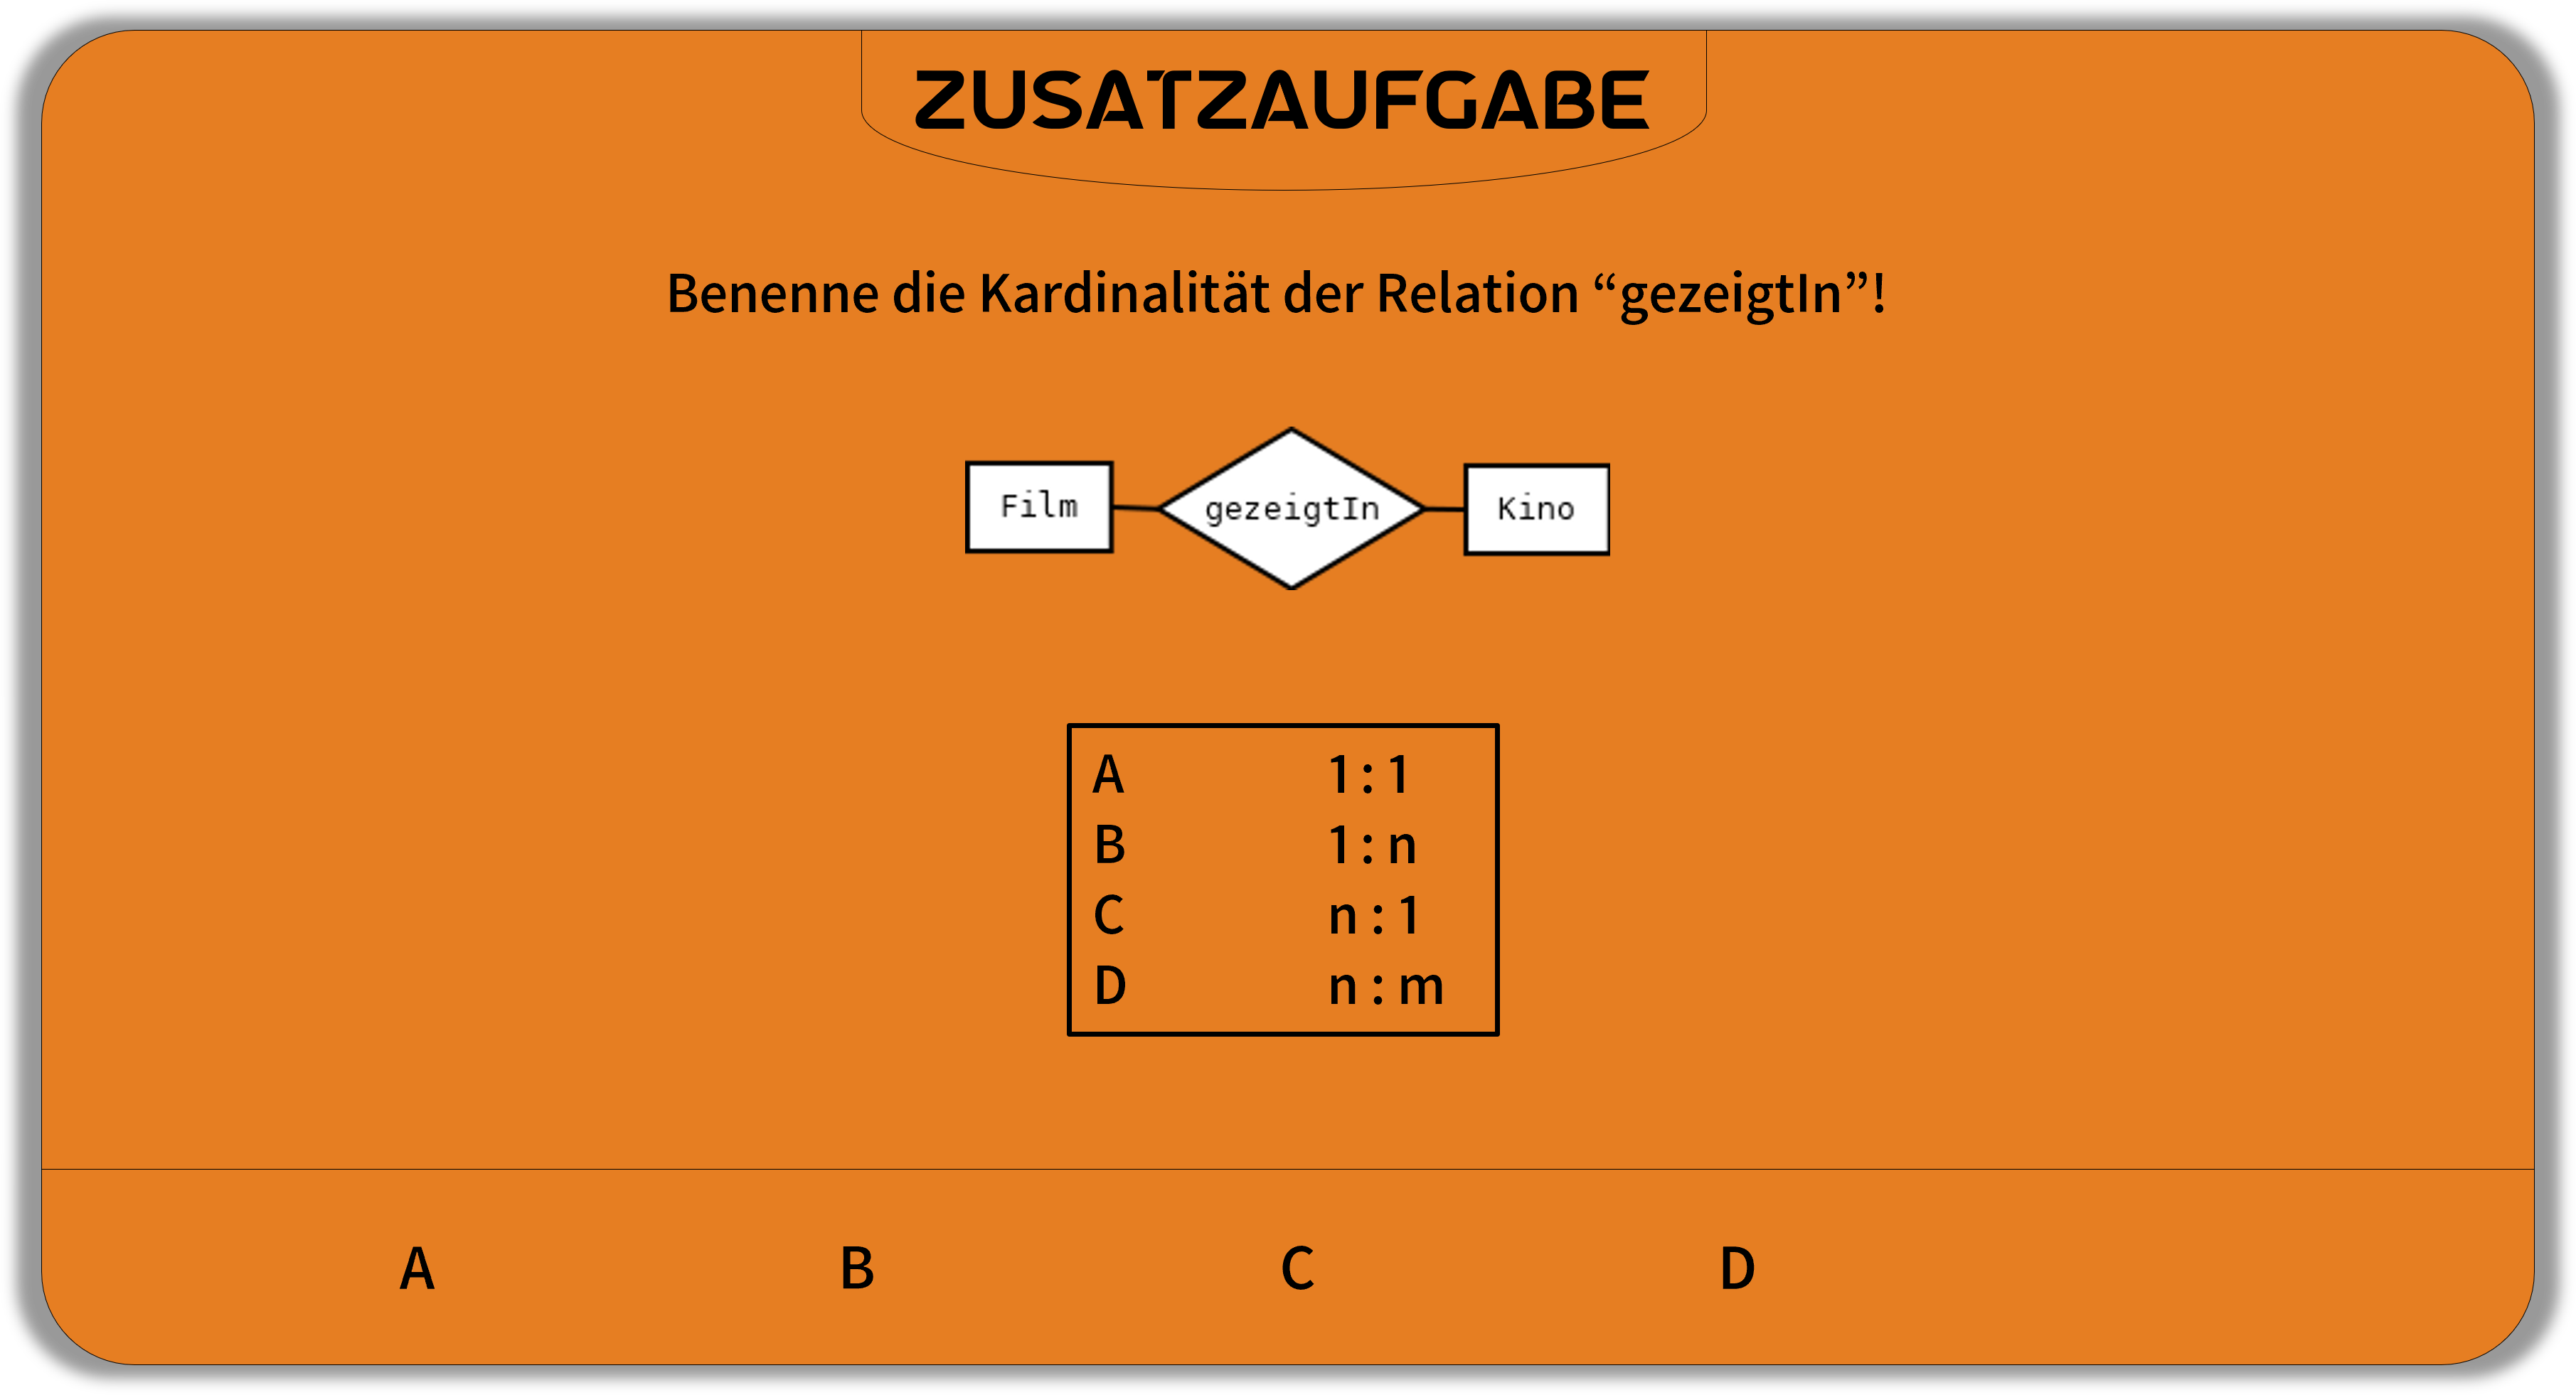 ZUSATZAUFGABE
Benenne die Kardinalität der Relation “gezeigtIn”!
Film gezeigtIn Kino
A 1 : 1
B 1 : n
C n : 1
D n : m
A B C D